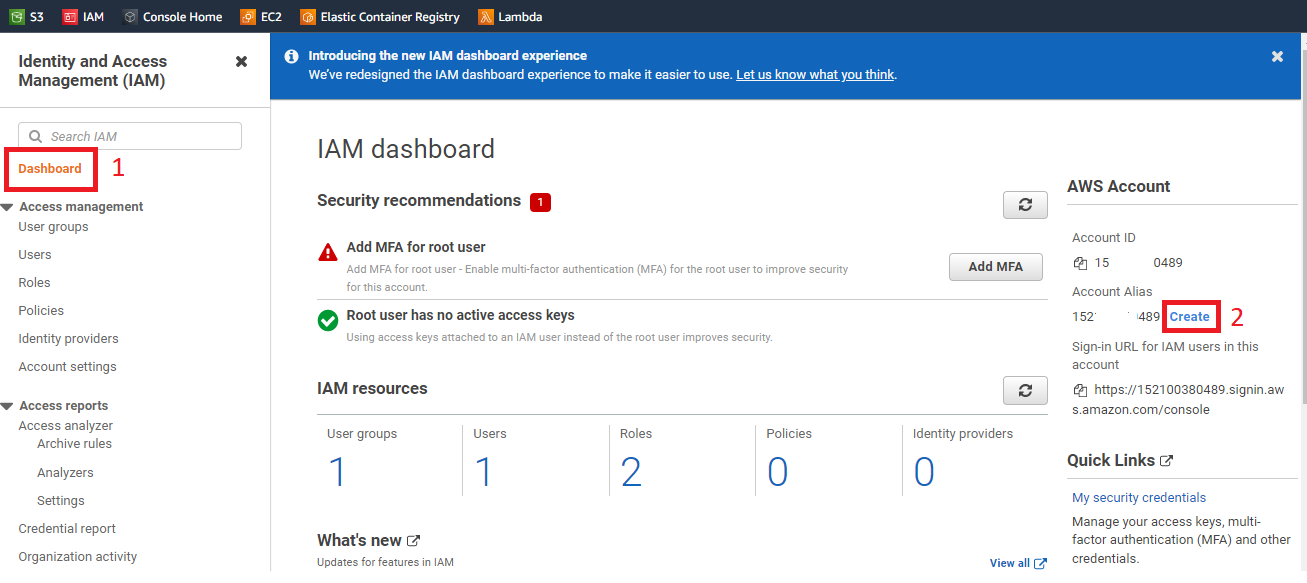 S3 IAM Console Home EC2 Elastic Container Registry Lambda
Identity and Access
Management (IAM)
Search IAM
Dashboard 1
Access management
User groups
Users
Roles
Policies
Identity providers
Account settings
Access reports
Access analyzer
Archive rules
Analyzers
Settings
Credential report
Organization activity
Introducing the new IAM dashboard experience
We've redesigned the IAM dashboard experience to make it easier to use. Let us know what you think.
IAM dashboard
Security recommendations 1
Add MFA for root user
Add MFA for root user - Enable multi-factor authentication (MFA) for the root user to improve security
for this account.
Add MFA
Root user has no active access keys
Using access keys attached to an IAM user instead of the root user improves security.
IAM resources
User groups Users Roles Policies Identity providers
1 1 2 0 0
What's new
Updates for features in IAM
View all
AWS Account
Account ID
15 0489
Account Alias
152 0489 Create 2
Sign-in URL for IAM users in this
account
https://152100380489.signin.aw
s.amazon.com/console
Quick Links
My security credentials
Manage your access keys, multi-
factor authentication (MFA) and other
credentials.